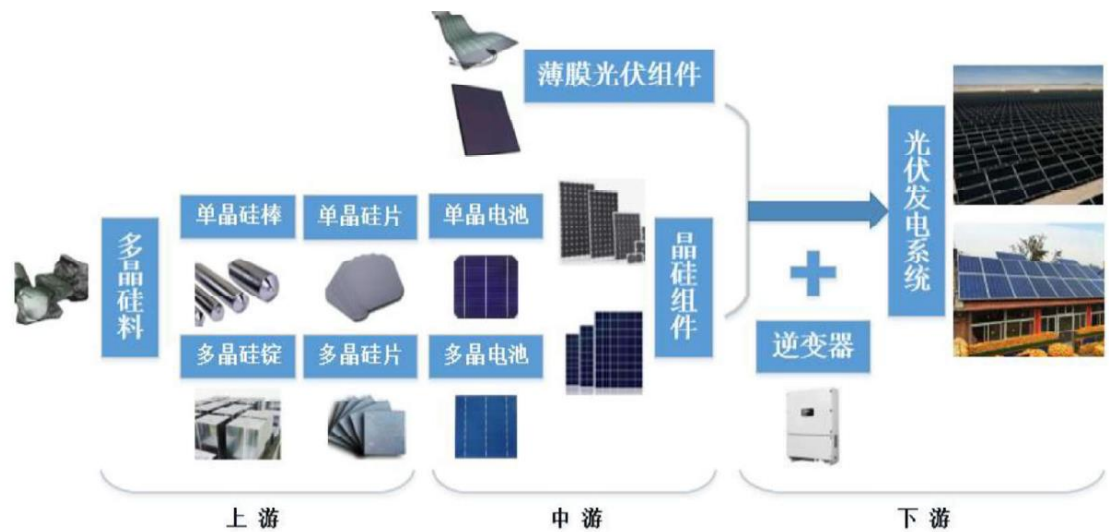 薄膜光伏组件
多晶硅料
单晶硅棒
单晶硅片
单晶电池
多晶硅锭
多晶硅片
多晶电池
晶硅组件
逆变器
光伏发电系统
上游
中游
下游